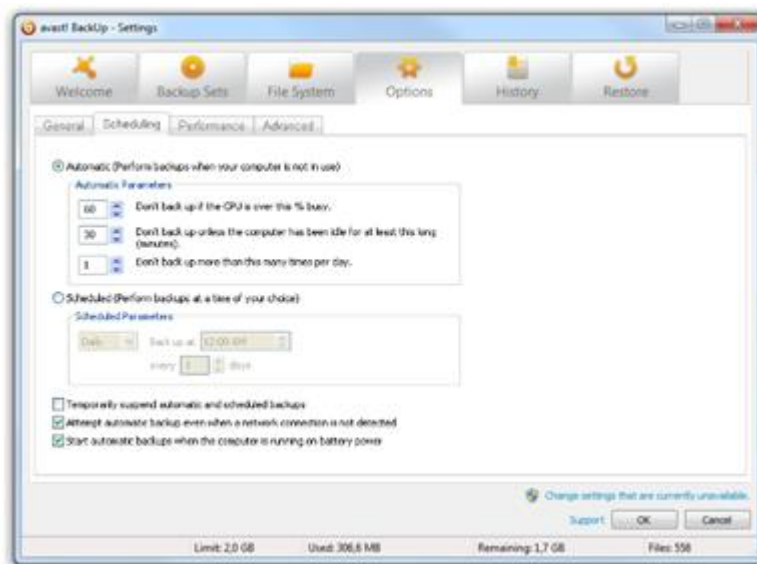 avast! BackUp - Settings
Welcome
Backup Sets
File System
Options
History
Restore
General
Scheduling
Performance
Advanced
Automatic (Perform backups when your computer is not in use)
Automatic Parameters
60 Don't back up if the CPU is over this % busy.
30 Don't back up unless the computer has been idle for at least this long
(minutes).
Don't back up more than this many times per day.
Scheduled (Perform backups at a time of your choice)
Scheduled Parameters
Daily Back up at 12:00 AM
every days
Temporarily suspend automatic and scheduled backups
Attempt automatic backup even when a network connection is not detected
Start automatic backups when the computer is running on battery power
Change settings that are currently unavailable.
Support OK Cancel
Limit: 2,0 GB Used: 306,6 MB Remaining: 1,7 GB Files: 558